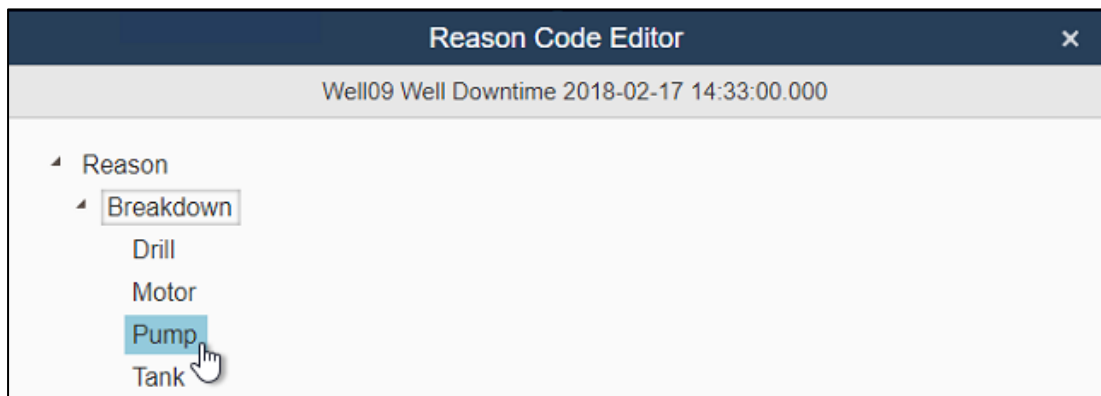 Reason Code Editor ×
Well09 Well Downtime 2018-02-17 14:33:00.000
Reason
Breakdown
Drill
Motor
Pump
Tank